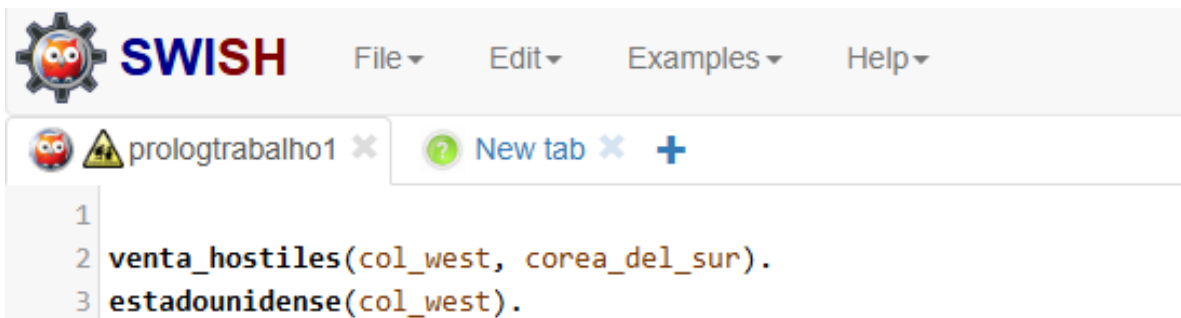 SWISH File Edit Examples Help
prologtrabalho1 New tab
1
2 venta_hostiles(col_west, corea_del_sur).
3 estadounidense(col_west).